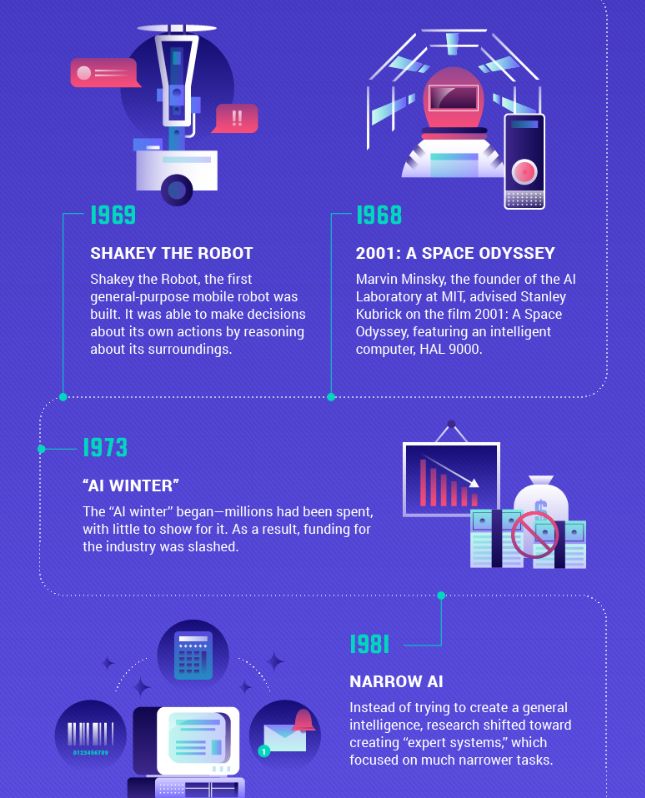 1969
SHAKEY THE ROBOT
Shakey the Robot, the first
general-purpose mobile robot was
built. It was able to make decisions
about its own actions by reasoning
about its surroundings.
1968
2001: A SPACE ODYSSEY
Marvin Minsky, the founder of the AI
Laboratory at MIT, advised Stanley
Kubrick on the film 2001: A Space
Odyssey, featuring an intelligent
computer, HAL 9000.
!!
1973
“AI WINTER”
The “AI winter” began—millions had been spent,
with little to show for it. As a result, funding for
the industry was slashed.
$
1981
NARROW AI
Instead of trying to create a general
intelligence, research shifted toward
creating “expert systems,” which
focused on much narrower tasks.
0123456789
1